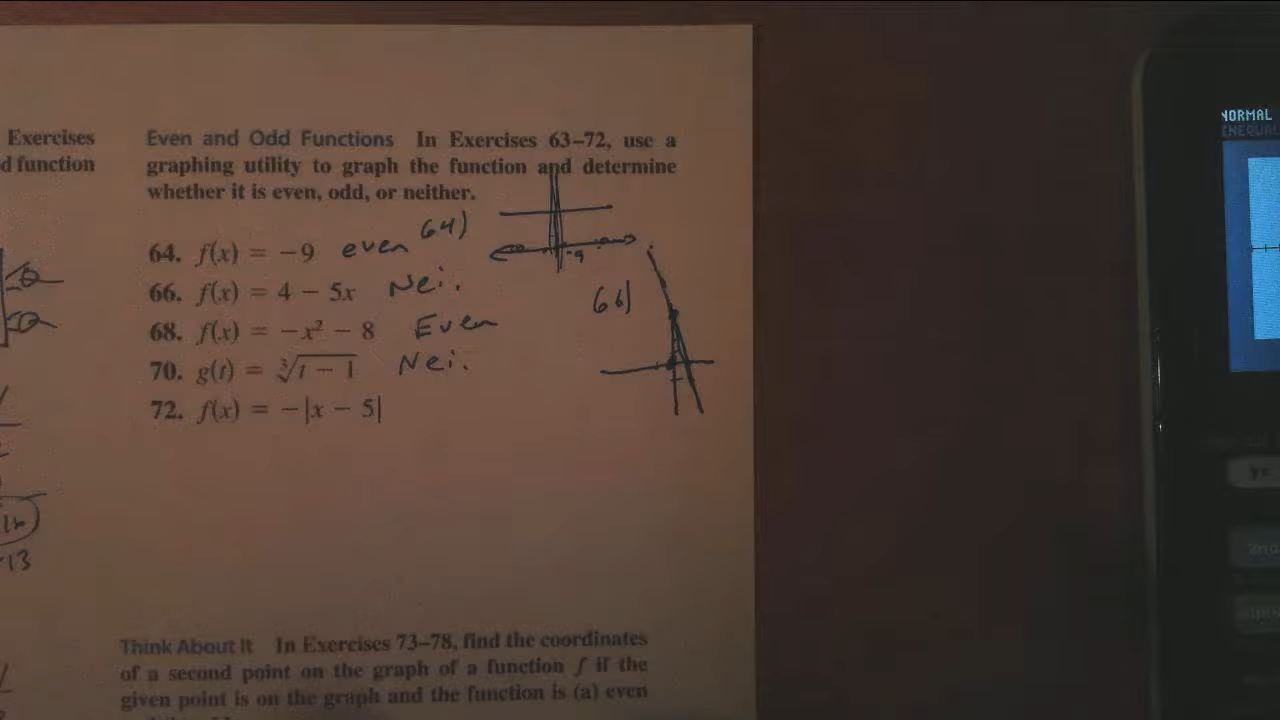 Exercises
d function
Even and Odd Functions In Exercises 63–72, use a
graphing utility to graph the function and determine
whether it is even, odd, or neither.
64. f(x) = −9 even 64)
-9
66. f(x) = 4 − 5x Nei. 66)
68. f(x) = −x² − 8 Even
70. g(t) = ∛(t − 1) Nei.
72. f(x) = −|x − 5|
13
Think About It In Exercises 73–78, find the coordinates
of a second point on the graph of a function f if the
given point is on the graph and the function is (a) even
NORMAL
2nd